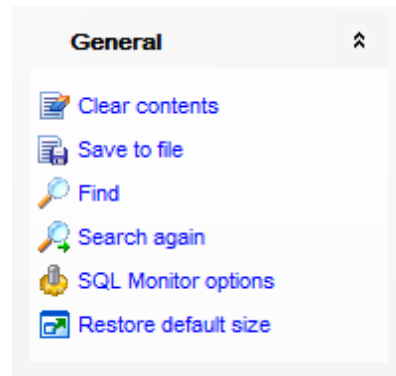 General
Clear contents
Save to file
Find
Search again
SQL Monitor options
Restore default size